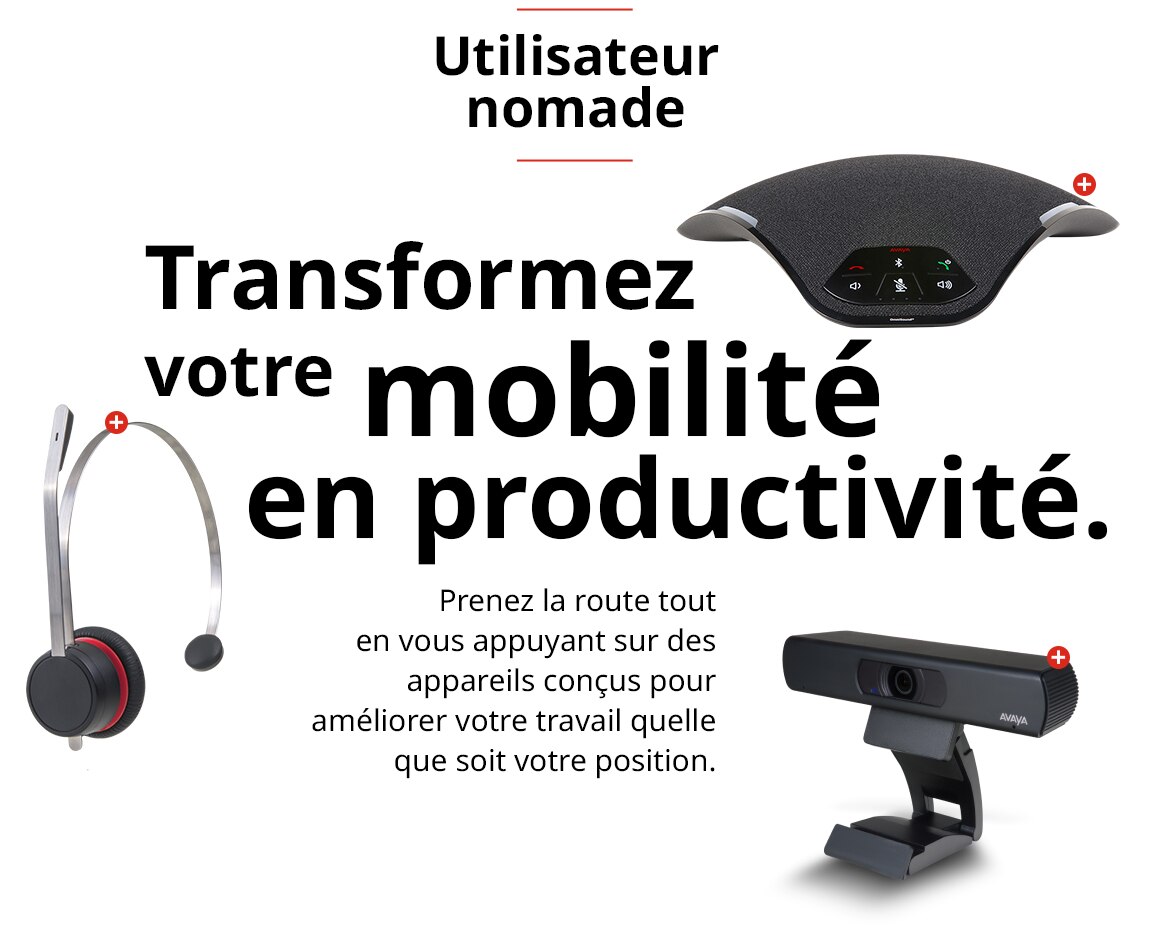 Utilisateur
nomade
AVAYA
Transformez
votre mobilité
en productivité.
Prenez la route tout
en vous appuyant sur des
appareils conçus pour
améliorer votre travail quelle
que soit votre position.
AVAYA